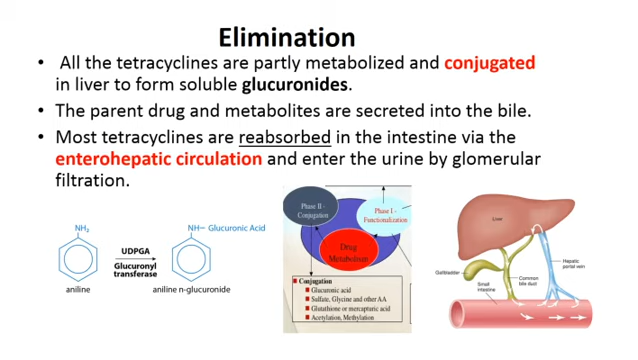 Elimination
• All the tetracyclines are partly metabolized and conjugated
in liver to form soluble glucuronides.
• The parent drug and metabolites are secreted into the bile.
• Most tetracyclines are reabsorbed in the intestine via the
enterohepatic circulation and enter the urine by glomerular
filtration.
NH₂
UDPGA
Glucuronyl
transferase
NH— Glucuronic Acid
aniline
aniline n-glucuronide
Phase II -
Conjugation
Phase I -
Functionalization
Drug
Metabolism
Conjugation
Glucuronic acid
Sulfate, Glycine and other AA
Glutathione or mercapturic acid
Acetylation, Methylation
Liver
Gallbladder
Small
intestine
Common
bile duct
Hepatic
portal vein